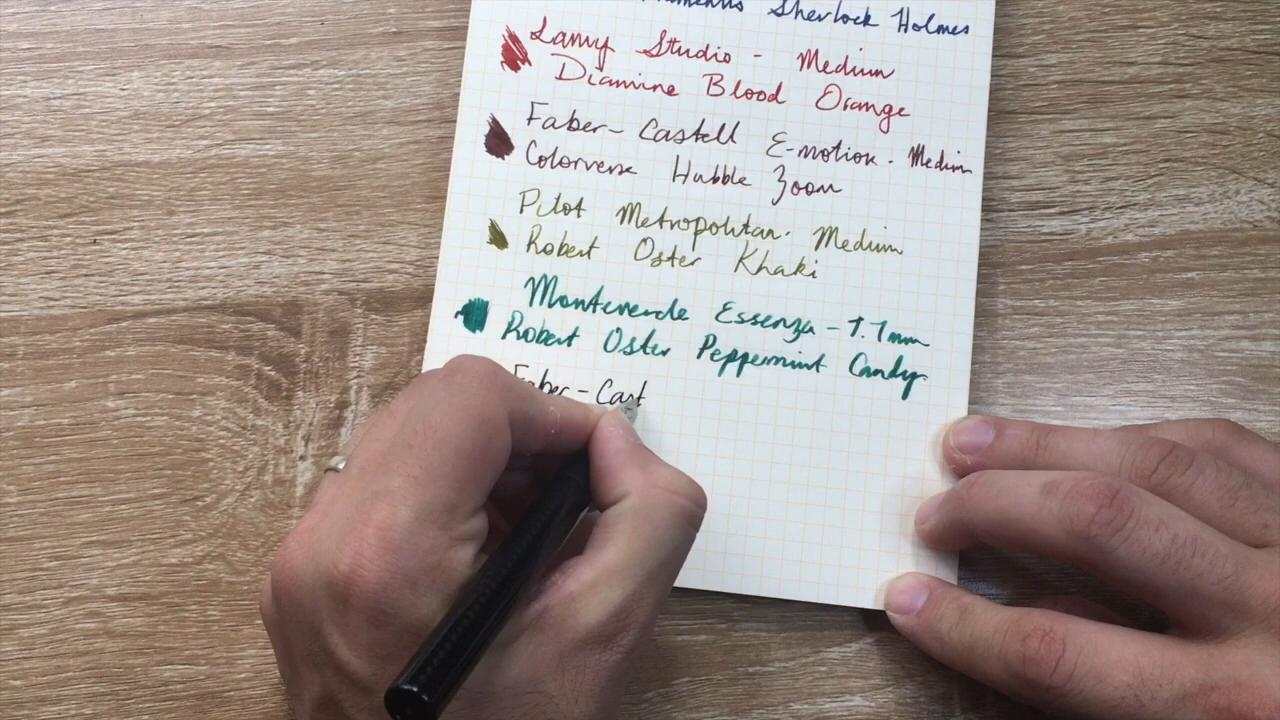 Sherlock Holmes
Lamy Studio - Medium
Diamine Blood Orange
Faber-Castell E-motion - Medium
Colorverse Hubble Zoom
Pilot Metropolitan - Medium
Robert Oster Khaki
Monteverde Essenza - 1.1mm
Robert Oster Peppermint Candy
Faber-Cast